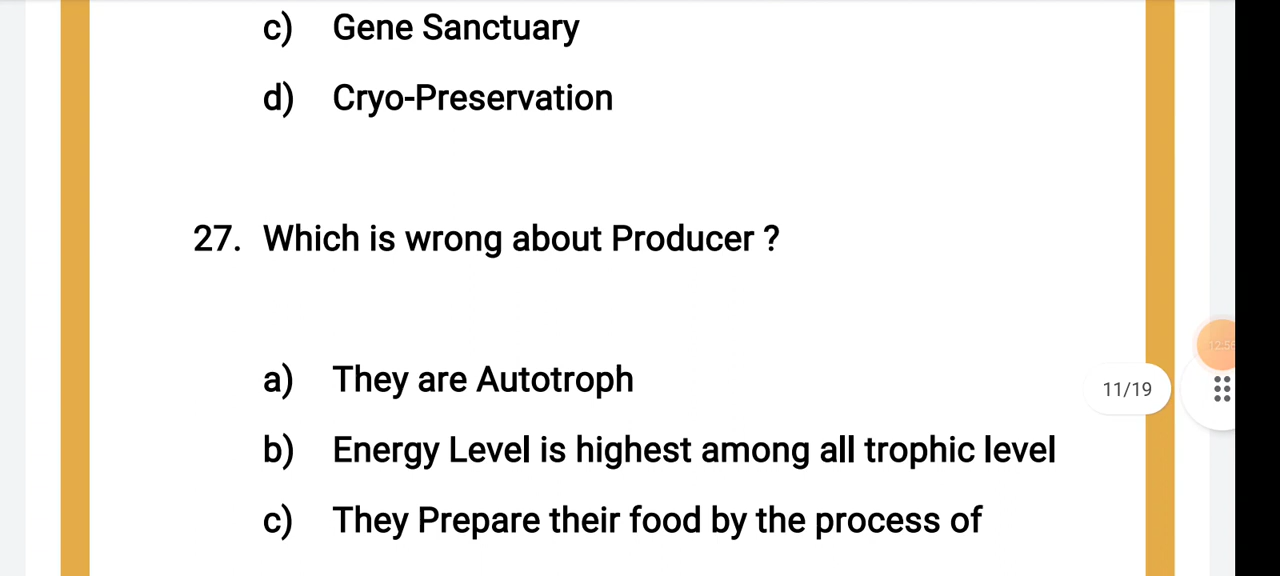 c) Gene Sanctuary
d) Cryo-Preservation
27. Which is wrong about Producer ?
a) They are Autotroph
11/19
b) Energy Level is highest among all trophic level
c) They Prepare their food by the process of